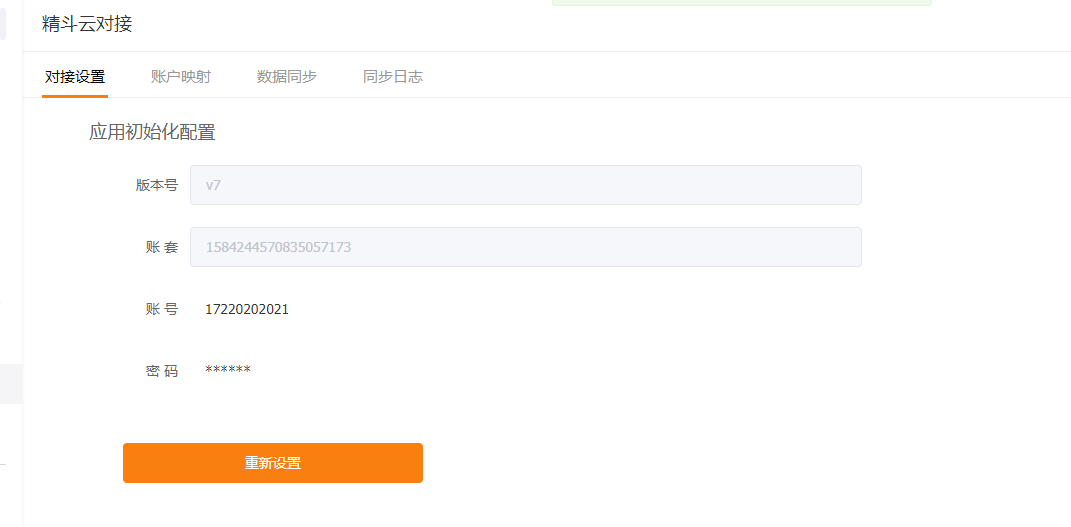 精斗云对接
对接设置 账户映射 数据同步 同步日志
应用初始化配置
版本号 v7
账 套 1584244570835057173
账 号 17220202021
密 码 ******
重新设置